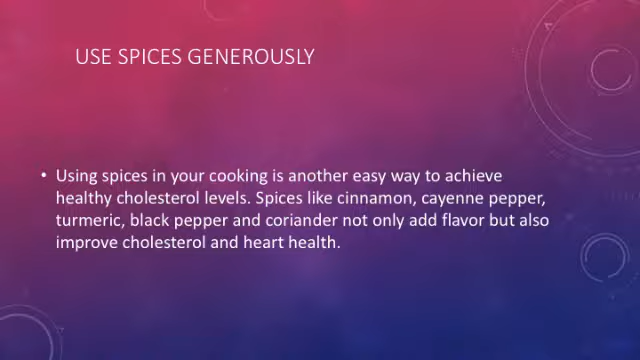 USE SPICES GENEROUSLY
• Using spices in your cooking is another easy way to achieve
healthy cholesterol levels. Spices like cinnamon, cayenne pepper,
turmeric, black pepper and coriander not only add flavor but also
improve cholesterol and heart health.